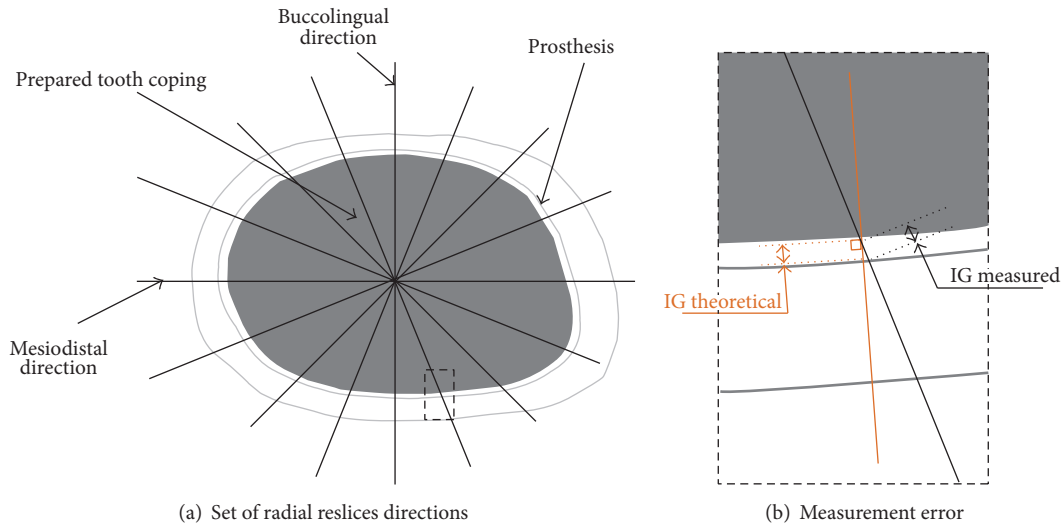 Buccolingual
direction
Prosthesis
Prepared tooth coping
Mesiodistal
direction
(a) Set of radial reslices directions
IG measured
IG theoretical
(b) Measurement error